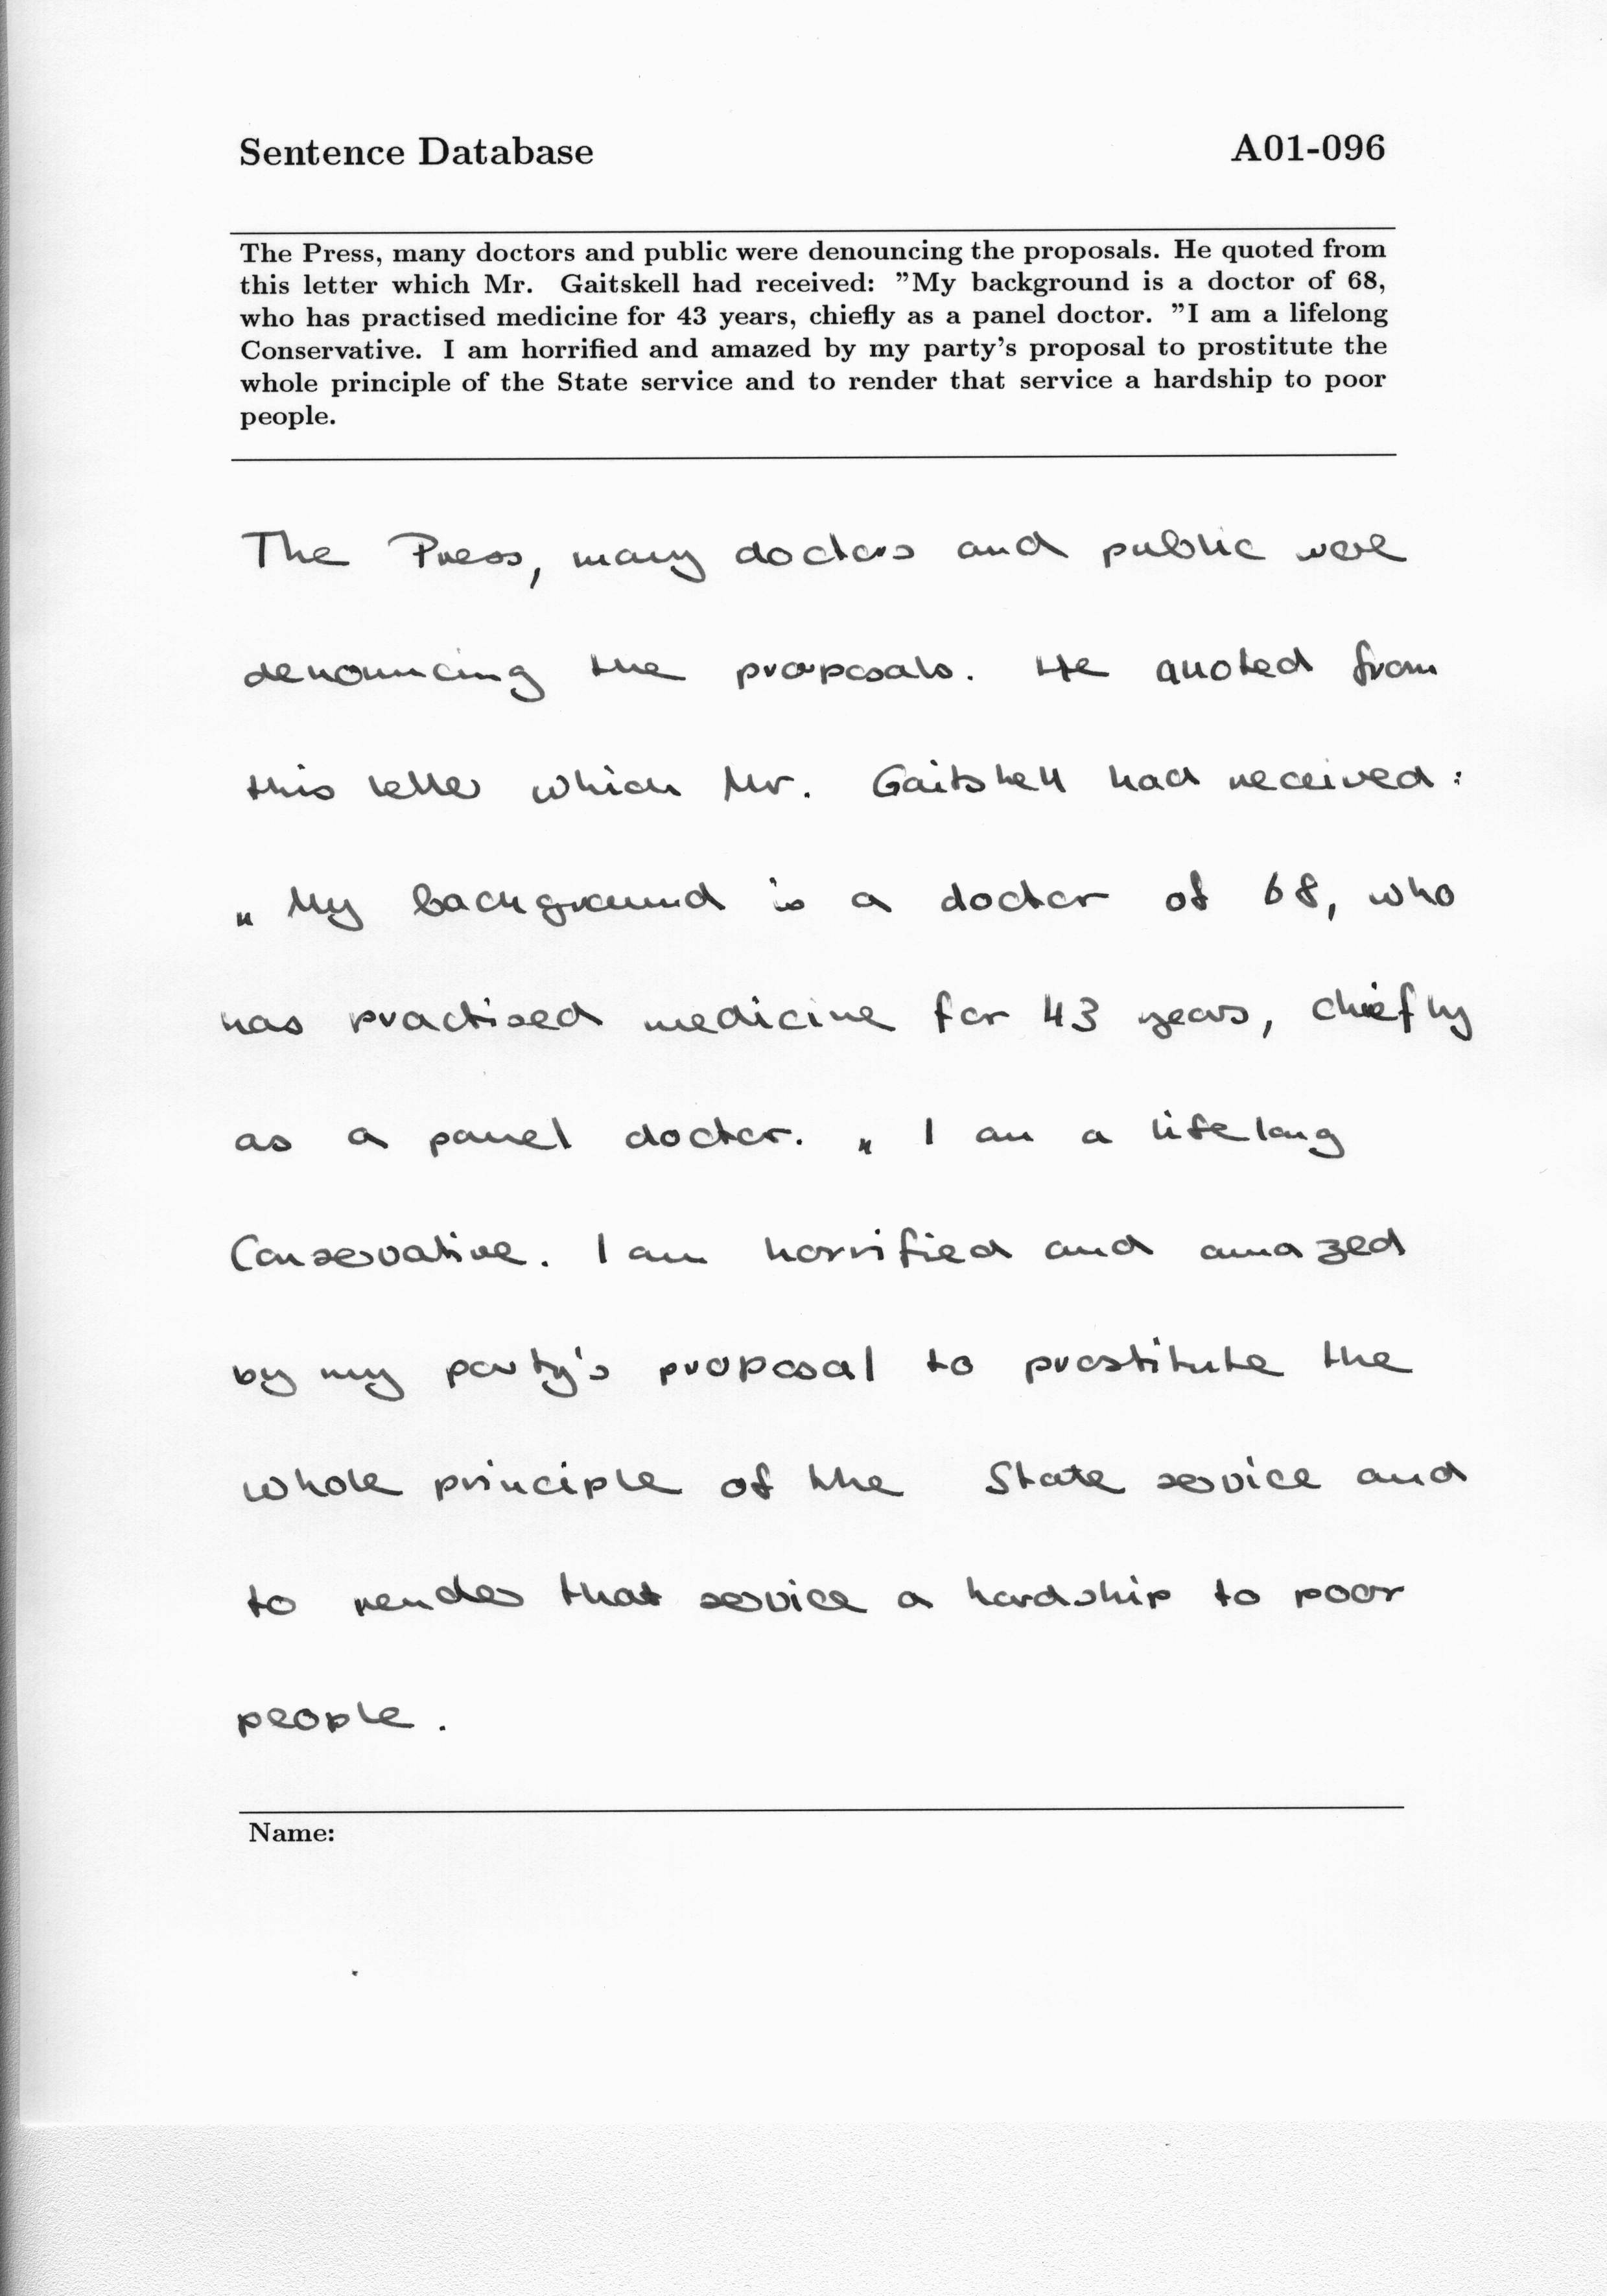 Sentence Database A01-096
The Press, many doctors and public were denouncing the proposals. He quoted from
this letter which Mr. Gaitskell had received: "My background is a doctor of 68,
who has practised medicine for 43 years, chiefly as a panel doctor. "I am a lifelong
Conservative. I am horrified and amazed by my party's proposal to prostitute the
whole principle of the State service and to render that service a hardship to poor
people.
The Press, many doctors and public were
denouncing the proposals. He quoted from
this letter which Mr. Gaitskell had received:
„ My background is a doctor of 68, who
has practised medicine for 43 years, chiefly
as a panel doctor. „ I am a lifelong
Conservative. I am horrified and amazed
by my party's proposal to prostitute the
whole principle of the State service and
to render that service a hardship to poor
people.
Name: